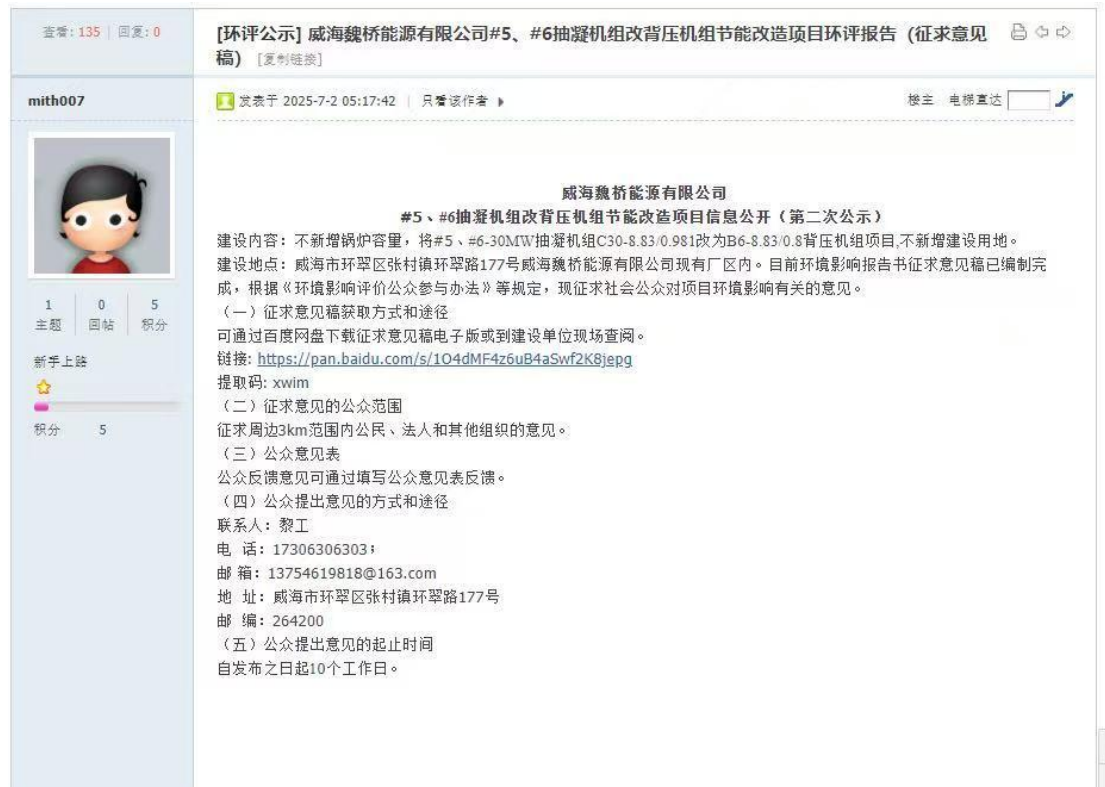 查看: 135 | 回复: 0
[环评公示] 威海魏桥能源有限公司#5、#6抽凝机组改背压机组节能改造项目环评报告（征求意见
稿） [复制链接]
mith007
发表于 2025-7-2 05:17:42 | 只看该作者
楼主 电梯直达
威海魏桥能源有限公司
#5、#6抽凝机组改背压机组节能改造项目信息公开（第二次公示）
建设内容：不新增锅炉容量，将#5、#6-30MW抽凝机组C30-8.83/0.981改为B6-8.83/0.8背压机组项目,不新增建设用地。
建设地点：威海市环翠区张村镇环翠路177号威海魏桥能源有限公司现有厂区内。目前环境影响报告书征求意见稿已编制完
成，根据《环境影响评价公众参与办法》等规定，现征求社会公众对项目环境影响有关的意见。
（一）征求意见稿获取方式和途径
可通过百度网盘下载征求意见稿电子版或到建设单位现场查阅。
链接: https://pan.baidu.com/s/1O4dMF4z6uB4aSwf2K8jepg
提取码: xwim
（二）征求意见的公众范围
征求周边3km范围内公民、法人和其他组织的意见。
（三）公众意见表
公众反馈意见可通过填写公众意见表反馈。
（四）公众提出意见的方式和途径
联系人：黎工
电 话：17306306303；
邮 箱：13754619818@163.com
地 址：威海市环翠区张村镇环翠路177号
邮 编：264200
（五）公众提出意见的起止时间
自发布之日起10个工作日。
1 0 5
主题 回帖 积分
新手上路
积分 5